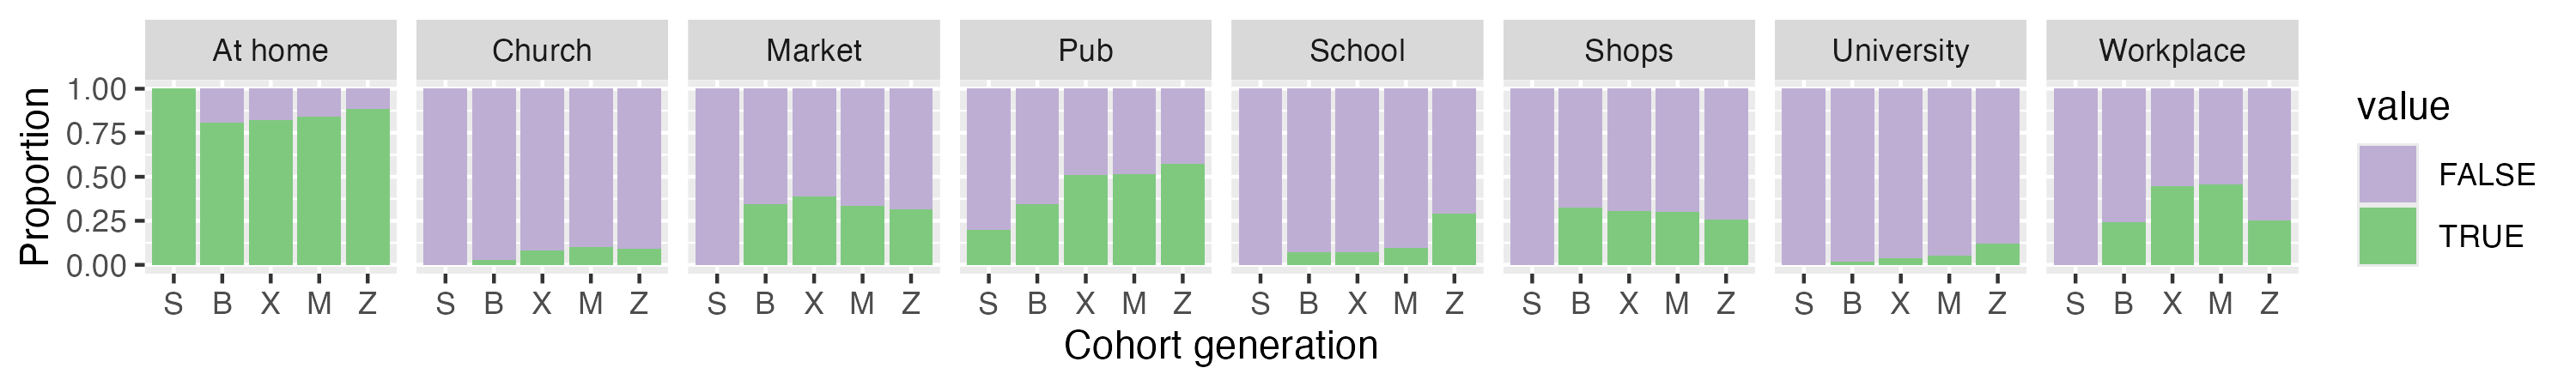 At home Church Market Pub School Shops University Workplace
1.00
0.75
0.50
0.25
0.00
Proportion
S B X M Z S B X M Z S B X M Z S B X M Z S B X M Z S B X M Z S B X M Z S B X M Z
Cohort generation
value
FALSE
TRUE